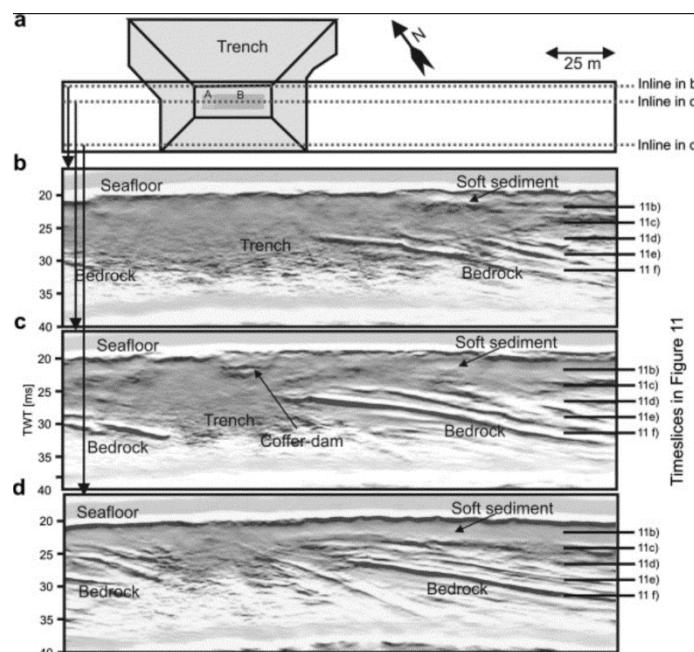 a
Trench
N
25 m
A
B
Inline in b
Inline in c
Inline in d
b
Seafloor
Soft sediment
Trench
Bedrock
Bedrock
20
25
30
35
40
11b)
11c)
11d)
11e)
11 f)
c
Seafloor
Soft sediment
Trench
Coffer-dam
Bedrock
Bedrock
TWT [ms]
20
25
30
35
40
11b)
11c)
11d)
11e)
11 f)
Timeslices in Figure 11
d
Seafloor
Soft sediment
Bedrock
Bedrock
20
25
30
35
40
11b)
11c)
11d)
11e)
11 f)